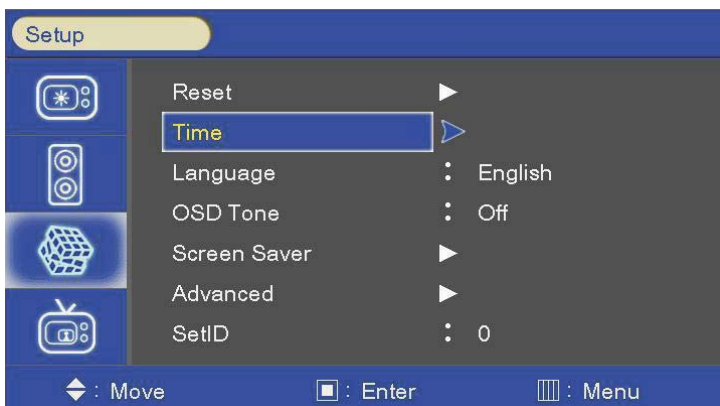 Setup
Reset
Time
Language : English
OSD Tone : Off
Screen Saver
Advanced
SetID : 0
: Move : Enter : Menu